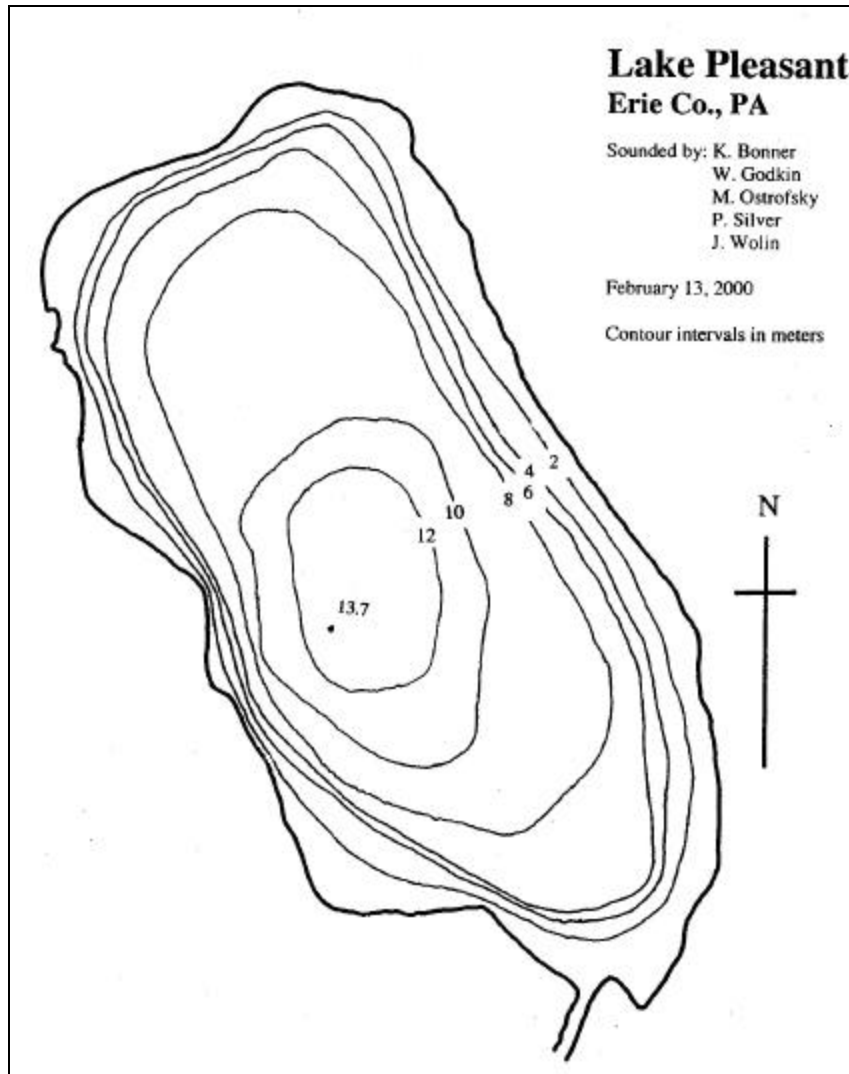 Lake Pleasant
Erie Co., PA
Sounded by: K. Bonner
W. Godkin
M. Ostrofsky
P. Silver
J. Wolin
February 13, 2000
Contour intervals in meters
4 2
8 6
N
10
12
13.7